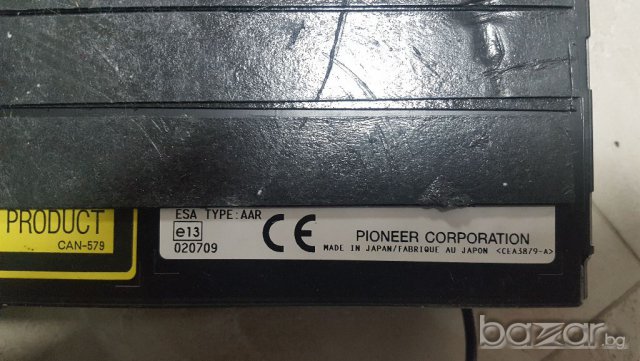 PRODUCT
CAN-579
ESA TYPE:AAR
e13
020709
CE
PIONEER CORPORATION
MADE IN JAPAN/FABRIQUE AU JAPON <CEA3879-A>
bazar.bg